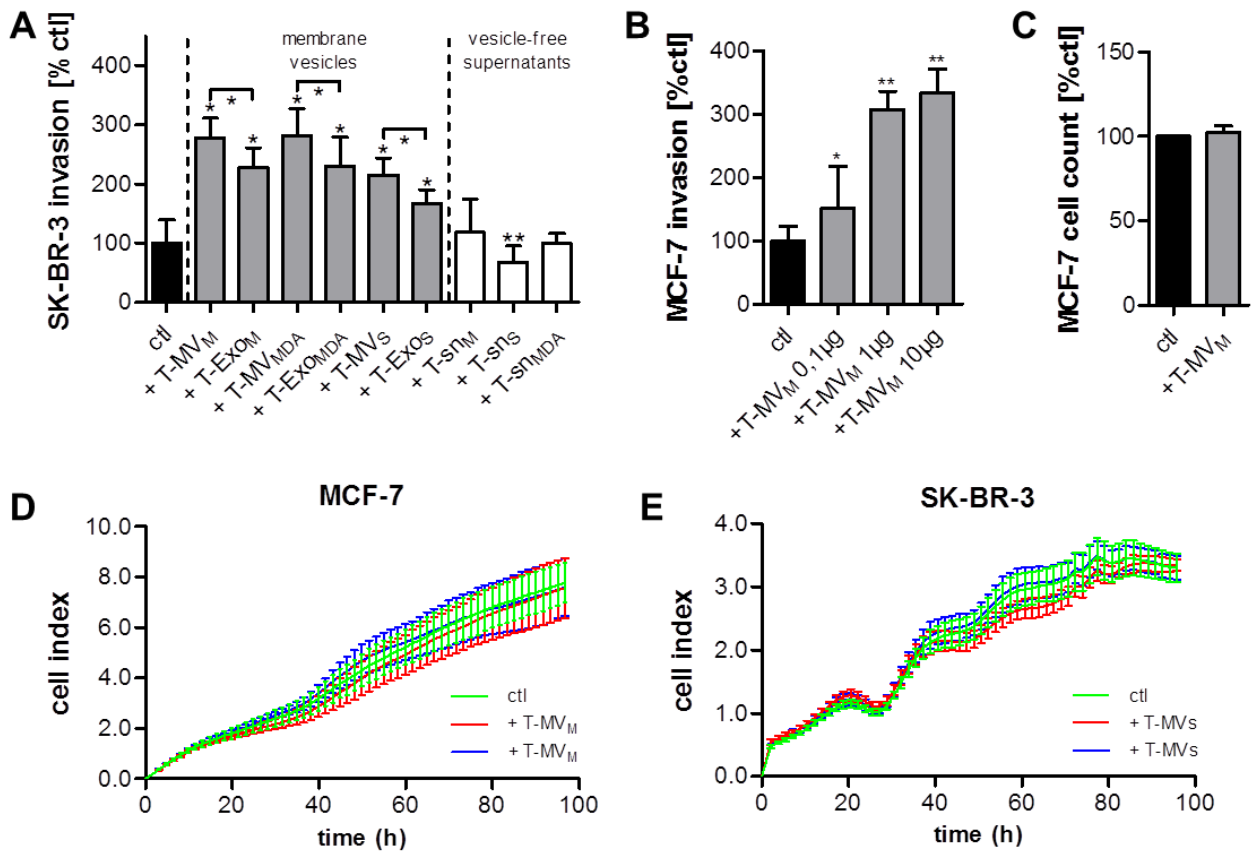 A
SK-BR-3 invasion [% ctl]
400
300
200
100
0
membrane
vesicles
vesicle-free
supernatants
* * * * * * * * * **
ctl
+ T-MVM
+ T-ExoM
+ T-MVMDA
+ T-ExoMDA
+ T-MVS
+ T-ExoS
+ T-snM
+ T-snS
+ T-snMDA
B
MCF-7 invasion [%ctl]
400
300
200
100
0
* ** **
ctl
+T-MVM 0,1µg
+T-MVM 1µg
+T-MVM 10µg
C
MCF-7 cell count [%ctl]
150
100
50
0
ctl
+ T-MVM
D
MCF-7
cell index
10.0
8.0
6.0
4.0
2.0
0.0
0 20 40 60 80 100
time (h)
ctl
+ T-MVM
+ T-MVM
E
SK-BR-3
cell index
4.0
3.0
2.0
1.0
0.0
0 20 40 60 80 100
time (h)
ctl
+ T-MVs
+ T-MVs